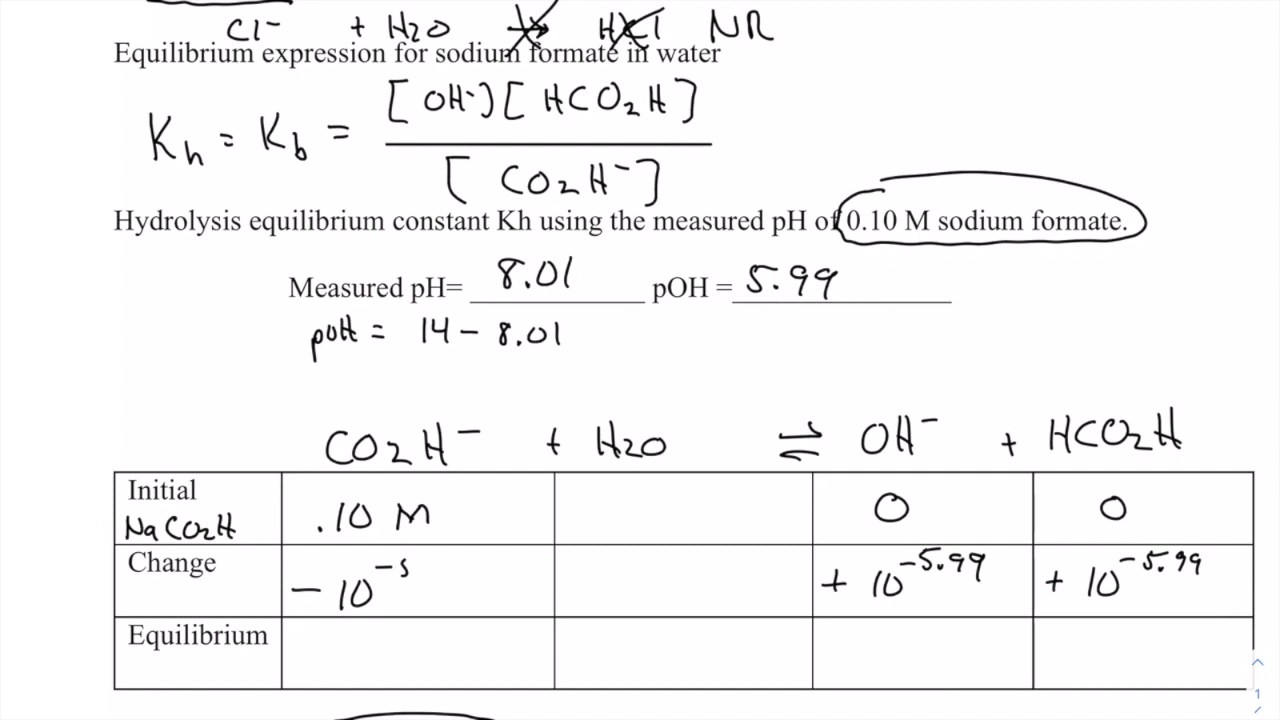 Cl⁻ + H2O → HCl NR
Equilibrium expression for sodium formate in water
Kh = Kb = [OH⁻][HCO₂H]
[CO₂H⁻]
Hydrolysis equilibrium constant Kh using the measured pH of 0.10 M sodium formate.
Measured pH= 8.01 pOH = 5.99
pOH = 14 - 8.01
CO₂H⁻ + H2O ⇌ OH⁻ + HCO₂H
Initial
NaCO₂H .10 M 0 0
Change - 10⁻⁵ + 10^-5.99 + 10^-5.99
Equilibrium
1